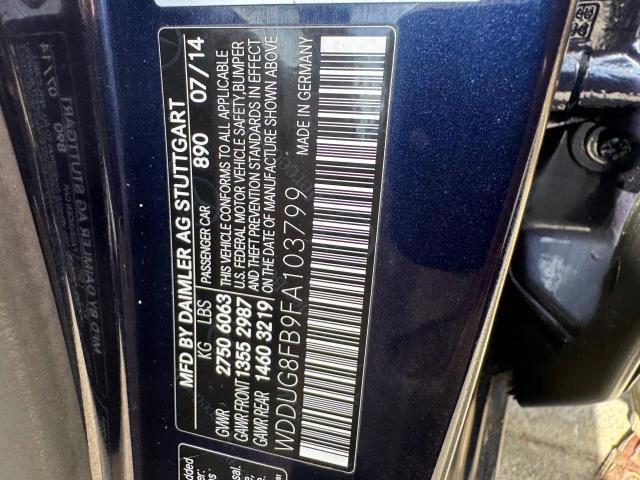 MFD BY DAIMLER AG STUTTGART
KG LBS PASSENGER CAR 890 07/14
GVWR 2750 6063
GAWR FRONT 1355 2987
GAWR REAR 1460 3219
THIS VEHICLE CONFORMS TO ALL APPLICABLE
U.S. FEDERAL MOTOR VEHICLE SAFETY, BUMPER
AND THEFT PREVENTION STANDARDS IN EFFECT
ON THE DATE OF MANUFACTURE SHOWN ABOVE
WDDUG8FB9FA103799
MADE IN GERMANY